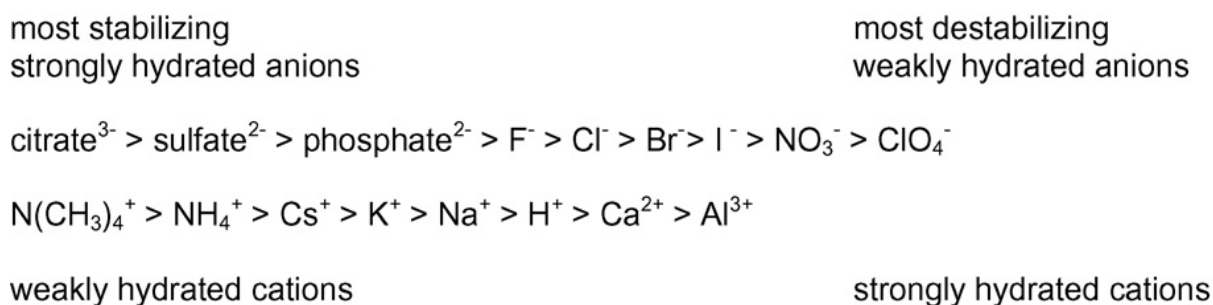 most stabilizing most destabilizing
strongly hydrated anions weakly hydrated anions
citrate³⁻ > sulfate²⁻ > phosphate²⁻ > F⁻ > Cl⁻ > Br⁻> I ⁻ > NO₃⁻ > ClO₄⁻
N(CH₃)₄⁺ > NH₄⁺ > Cs⁺ > K⁺ > Na⁺ > H⁺ > Ca²⁺ > Al³⁺
weakly hydrated cations strongly hydrated cations